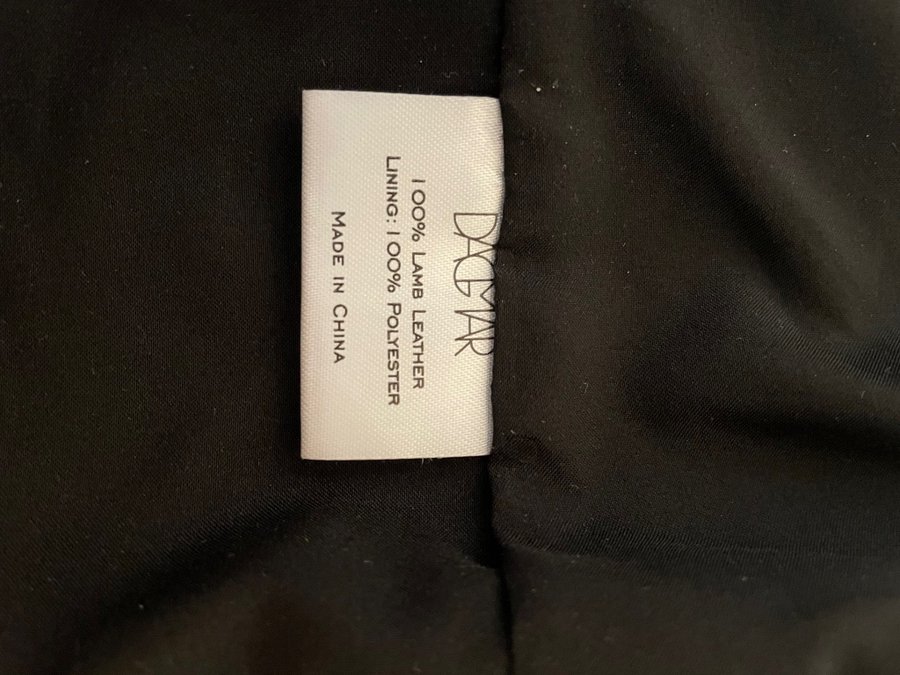 DAGMAR
100% LAMB LEATHER
LINING: 100% POLYESTER
MADE IN CHINA